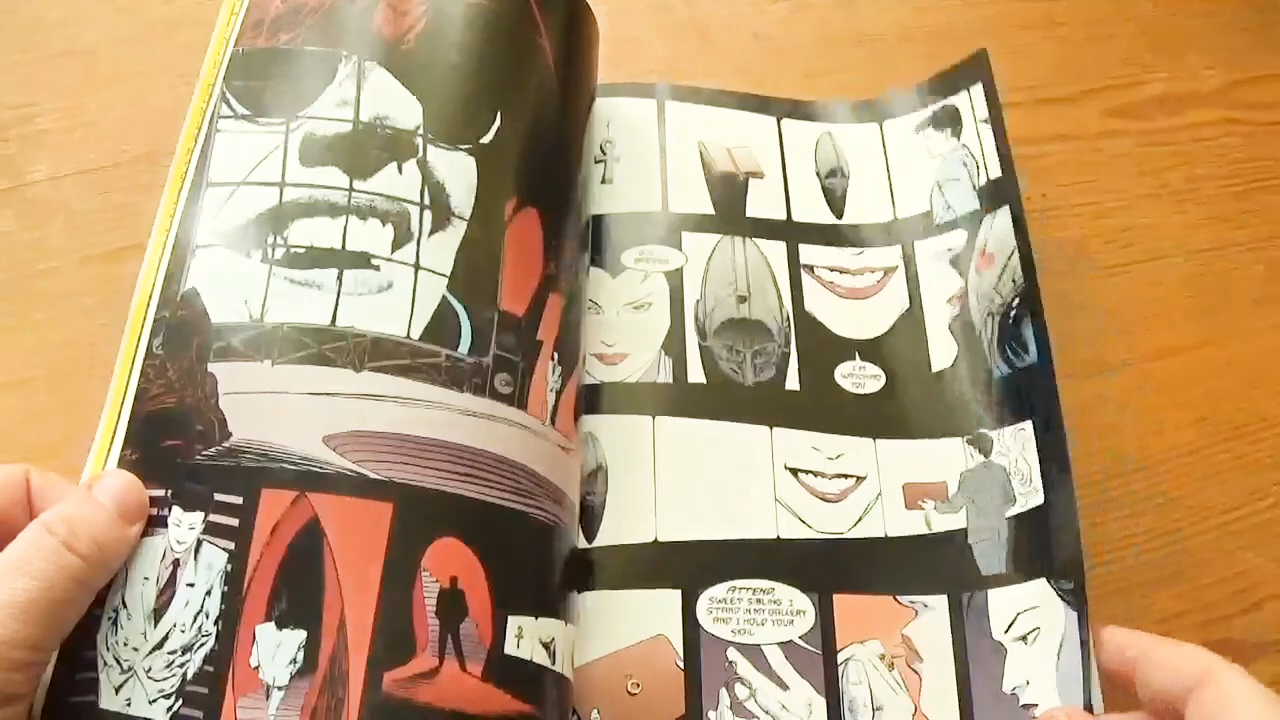 I'M
WATCHING
YOU
ATTEND,
SWEET SIBLING. I
STAND IN MY GALLERY
AND I HOLD YOUR
SIGIL